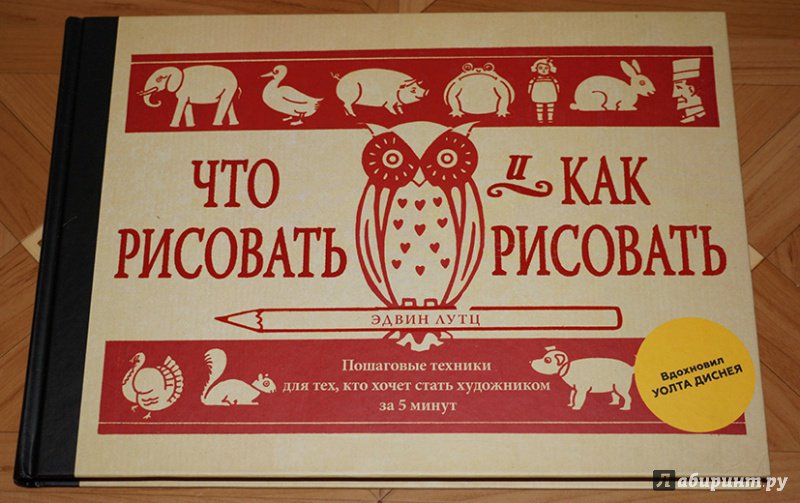 ЧТО
РИСОВАТЬ
И КАК
РИСОВАТЬ
ЭДВИН ЛУТЦ
Пошаговые техники
для тех, кто хочет стать художником
за 5 минут
Вдохновил
УОЛТА ДИСНЕЯ
Лабиринт.ру